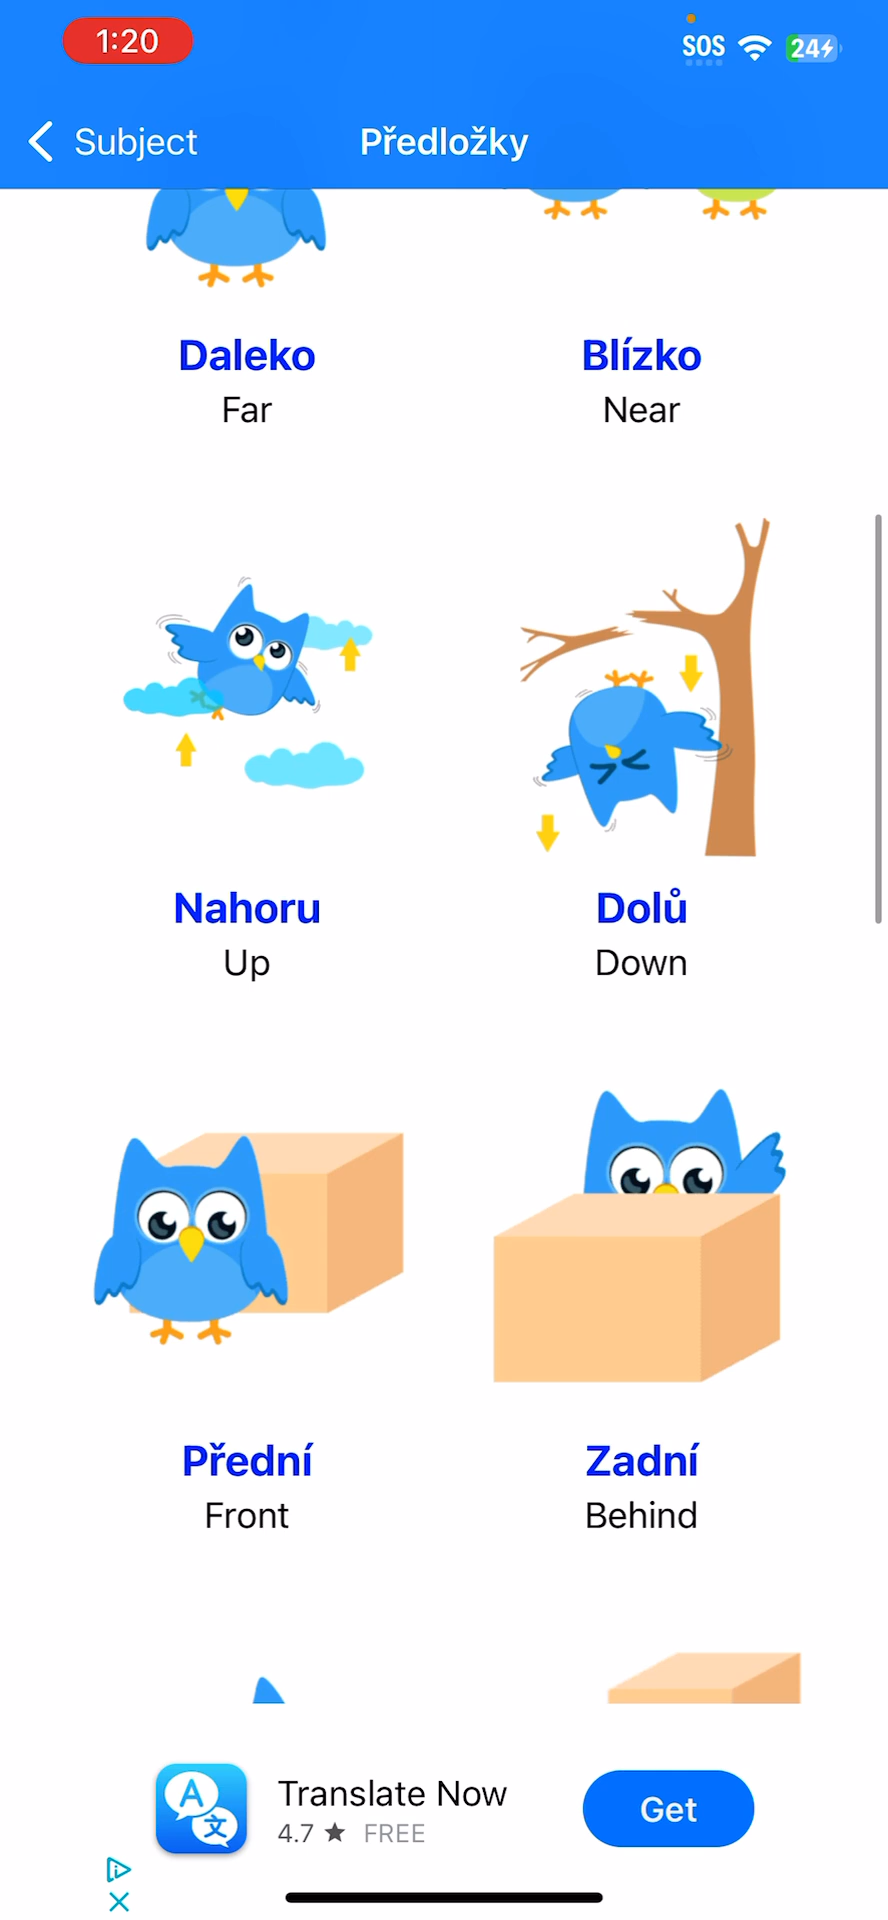 1:20
SOS
24
Subject
Předložky
Daleko
Blízko
Far
Near
Nahoru
Dolů
Up
Down
Přední
Zadní
Front
Behind
A
文
Translate Now
Get
4.7 ★ FREE